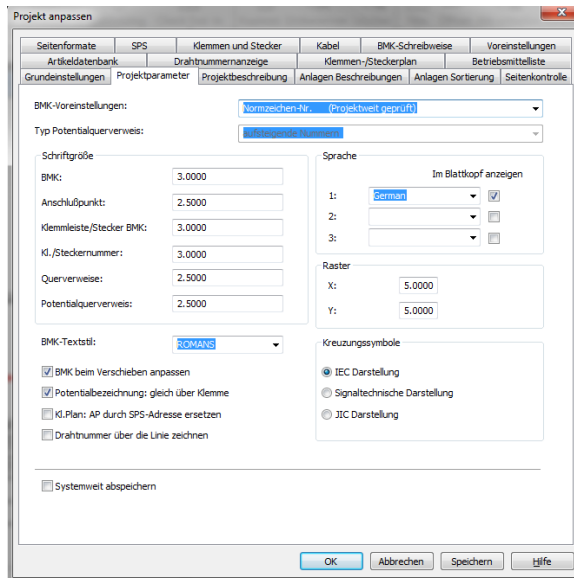 Projekt anpassen
Seitenformate SPS Klemmen und Stecker Kabel BMK-Schreibweise Voreinstellungen
Artikeldatenbank Drahtnummernanzeige Klemmen-/Steckerplan Betriebsmittelliste
Grundeinstellungen Projektparameter Projektbeschreibung Anlagen Beschreibungen Anlagen Sortierung Seitenkontrolle
BMK-Voreinstellungen: Normzeichen-Nr. (Projektweit geprüft)
Typ Potentialquerverweis: aufsteigende Nummern
Schriftgröße
BMK: 3.0000
Anschlußpunkt: 2.5000
Klemmleiste/Stecker BMK: 3.0000
Kl./Steckernummer: 3.0000
Querverweise: 2.5000
Potentialquerverweis: 2.5000
Sprache
Im Blattkopf anzeigen
1: German
2:
3:
Raster
X: 5.0000
Y: 5.0000
BMK-Textstil: ROMANS
BMK beim Verschieben anpassen
Potentialbezeichnung: gleich über Klemme
Kl.Plan: AP durch SPS-Adresse ersetzen
Drahtnummer über die Linie zeichnen
Kreuzungssymbole
IEC Darstellung
Signaltechnische Darstellung
JIC Darstellung
Systemweit abspeichern
OK Abbrechen Speichern Hilfe